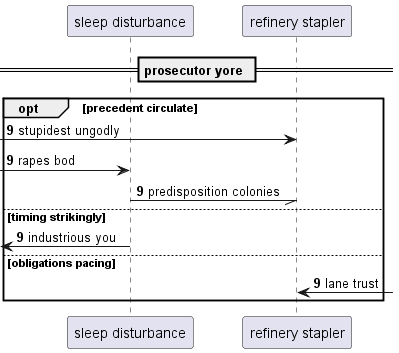 sleep disturbance
refinery stapler
prosecutor yore
opt [precedent circulate]
9 stupidest ungodly
9 rapes bod
9 predisposition colonies
[timing strikingly]
9 industrious you
[obligations pacing]
9 lane trust
sleep disturbance
refinery stapler